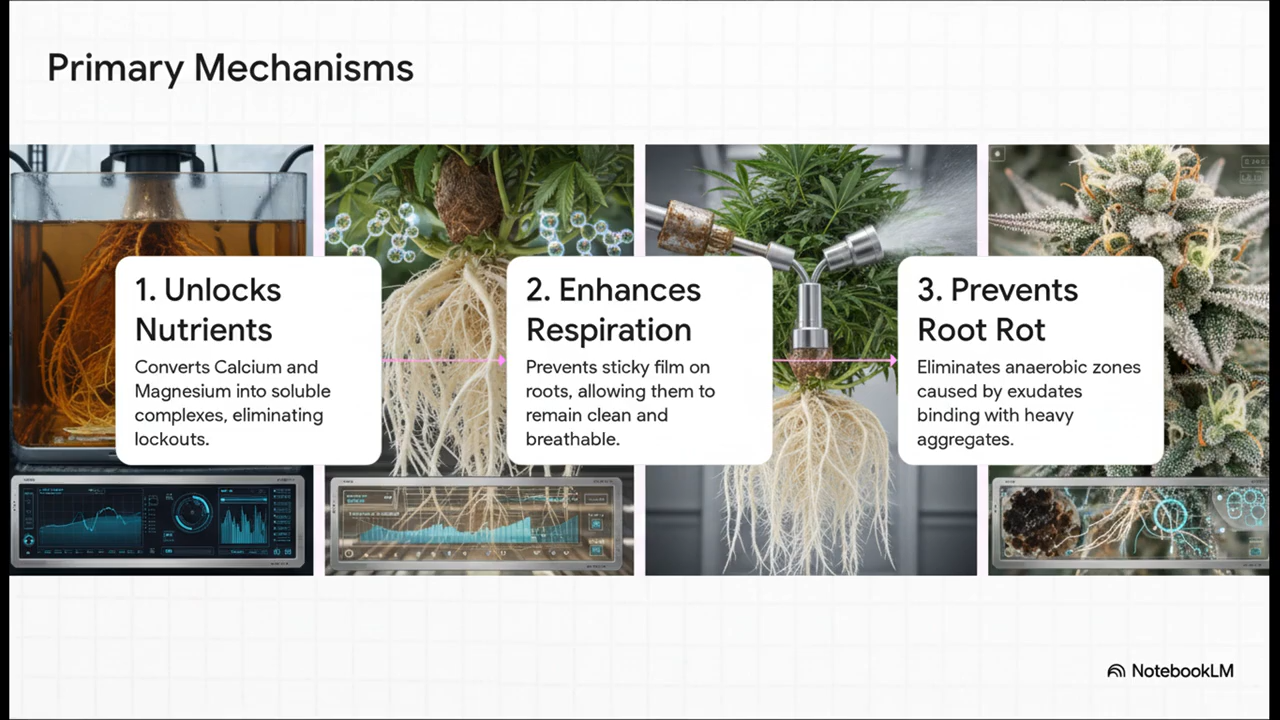 Primary Mechanisms
1. Unlocks
Nutrients
Converts Calcium and
Magnesium into soluble
complexes, eliminating
lockouts.
2. Enhances
Respiration
Prevents sticky film on
roots, allowing them to
remain clean and
breathable.
3. Prevents
Root Rot
Eliminates anaerobic zones
caused by exudates
binding with heavy
aggregates.
NotebookLM